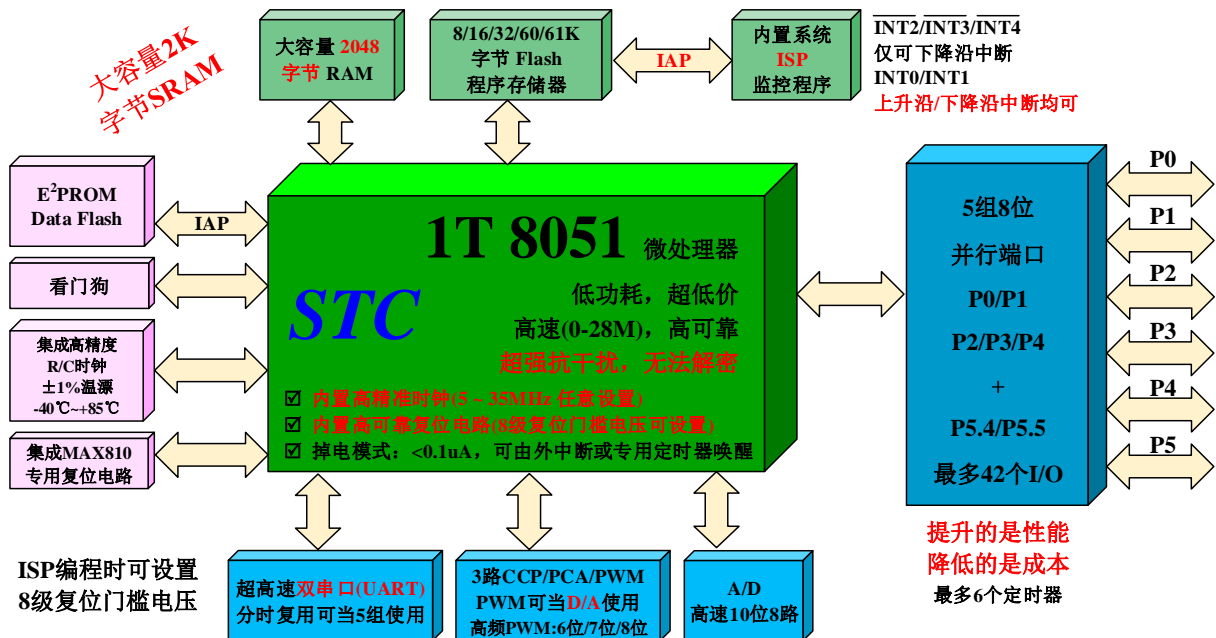 大容量2K
字节SRAM
大容量 2048
字节 RAM
8/16/32/60/61K
字节 Flash
程序存储器
IAP
内置系统
ISP
监控程序
INT2/INT3/INT4
仅可下降沿中断
INT0/INT1
上升沿/下降沿中断均可
E²PROM
Data Flash
IAP
看门狗
集成高精度
R/C时钟
±1%温漂
-40℃~+85℃
集成MAX810
专用复位电路
1T 8051 微处理器
STC
低功耗，超低价
高速(0-28M)，高可靠
超强抗干扰，无法解密
☑ 内置高精准时钟(5 ~ 35MHz 任意设置)
☑ 内置高可靠复位电路(8级复位门槛电压可设置)
☑ 掉电模式：<0.1uA，可由外中断或专用定时器唤醒
5组8位
并行端口
P0/P1
P2/P3/P4
+
P5.4/P5.5
最多42个I/O
P0
P1
P2
P3
P4
P5
提升的是性能
降低的是成本
最多6个定时器
ISP编程时可设置
8级复位门槛电压
超高速双串口(UART)
分时复用可当5组使用
3路CCP/PCA/PWM
PWM可当D/A使用
高频PWM:6位/7位/8位
A/D
高速10位8路